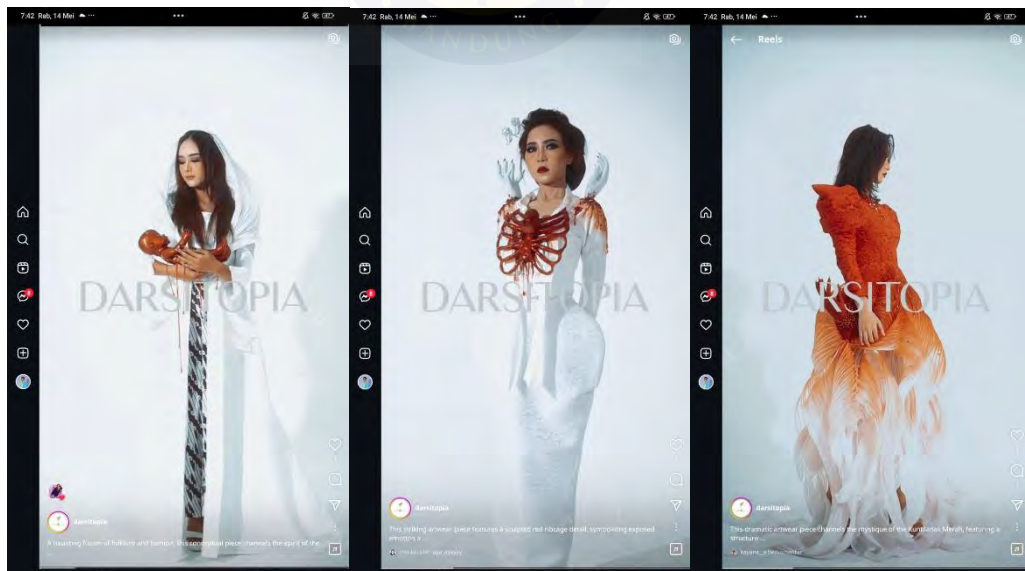 7:42 Rab, 14 Mei
DARSITOPIA
darsitopia
A haunting fusion of folklore and horror, this conceptual piece channels the spirit of the
7:42 Rab, 14 Mei
DARSITOPIA
darsitopia
This striking artwear piece features a sculpted red ribcage detail, symbolizing exposed
emotions a ...
7:42 Rab, 14 Mei
Reels
DARSITOPIA
darsitopia
This dramatic artwear piece channels the mystique of the Kuntilanak Merah, featuring a
structure ...
ANDUNG